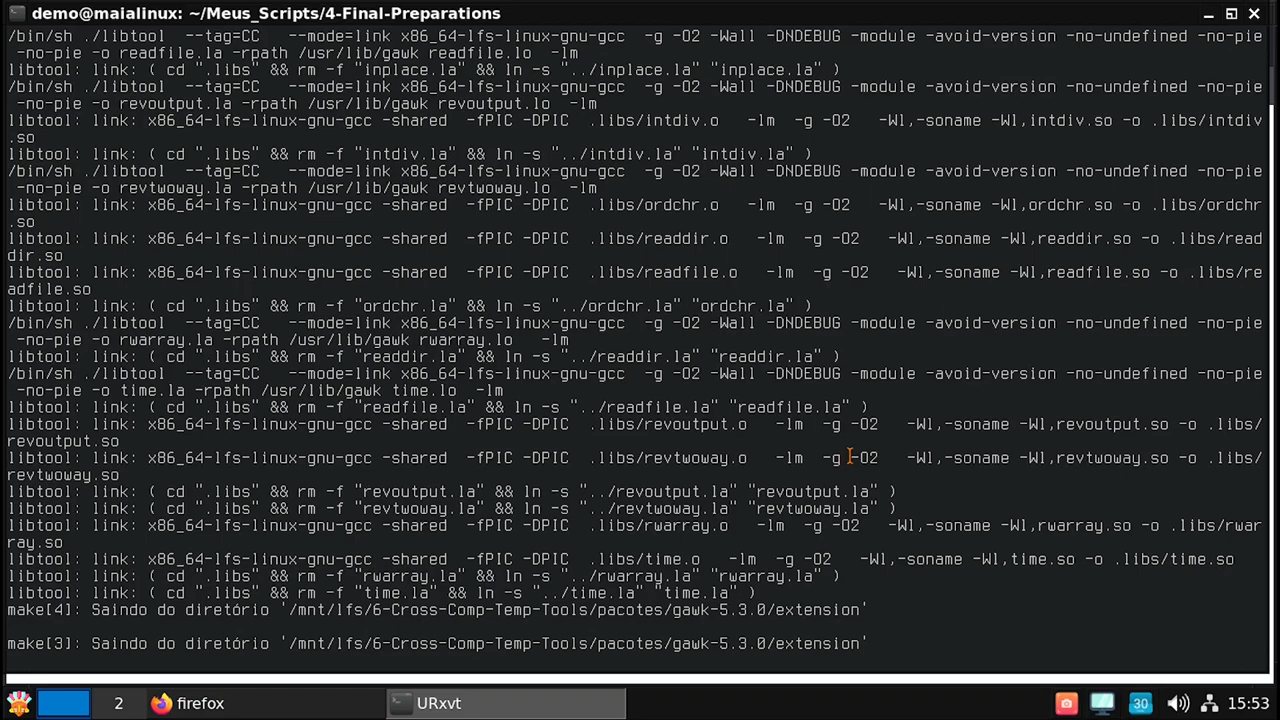 demo@maialinux: ~/Meus_Scripts/4-Final-Preparations
/bin/sh ./libtool  --tag=CC   --mode=link x86_64-lfs-linux-gnu-gcc  -g -O2 -Wall -DNDEBUG -module -avoid-version -no-undefined -no-pie
 -no-pie -o readfile.la -rpath /usr/lib/gawk readfile.lo  -lm
libtool: link: ( cd ".libs" && rm -f "inplace.la" && ln -s "../inplace.la" "inplace.la" )
/bin/sh ./libtool  --tag=CC   --mode=link x86_64-lfs-linux-gnu-gcc  -g -O2 -Wall -DNDEBUG -module -avoid-version -no-undefined -no-pie
 -no-pie -o revoutput.la -rpath /usr/lib/gawk revoutput.lo  -lm
libtool: link: x86_64-lfs-linux-gnu-gcc -shared  -fPIC -DPIC  .libs/intdiv.o   -lm  -g -O2   -Wl,-soname -Wl,intdiv.so -o .libs/intdiv
.so
libtool: link: ( cd ".libs" && rm -f "intdiv.la" && ln -s "../intdiv.la" "intdiv.la" )
/bin/sh ./libtool  --tag=CC   --mode=link x86_64-lfs-linux-gnu-gcc  -g -O2 -Wall -DNDEBUG -module -avoid-version -no-undefined -no-pie
 -no-pie -o revtwoway.la -rpath /usr/lib/gawk revtwoway.lo  -lm
libtool: link: x86_64-lfs-linux-gnu-gcc -shared  -fPIC -DPIC  .libs/ordchr.o   -lm  -g -O2   -Wl,-soname -Wl,ordchr.so -o .libs/ordchr
.so
libtool: link: x86_64-lfs-linux-gnu-gcc -shared  -fPIC -DPIC  .libs/readdir.o   -lm  -g -O2   -Wl,-soname -Wl,readdir.so -o .libs/read
dir.so
libtool: link: x86_64-lfs-linux-gnu-gcc -shared  -fPIC -DPIC  .libs/readfile.o   -lm  -g -O2   -Wl,-soname -Wl,readfile.so -o .libs/re
adfile.so
libtool: link: ( cd ".libs" && rm -f "ordchr.la" && ln -s "../ordchr.la" "ordchr.la" )
/bin/sh ./libtool  --tag=CC   --mode=link x86_64-lfs-linux-gnu-gcc  -g -O2 -Wall -DNDEBUG -module -avoid-version -no-undefined -no-pie
 -no-pie -o rwarray.la -rpath /usr/lib/gawk rwarray.lo  -lm
libtool: link: ( cd ".libs" && rm -f "readdir.la" && ln -s "../readdir.la" "readdir.la" )
/bin/sh ./libtool  --tag=CC   --mode=link x86_64-lfs-linux-gnu-gcc  -g -O2 -Wall -DNDEBUG -module -avoid-version -no-undefined -no-pie
 -no-pie -o time.la -rpath /usr/lib/gawk time.lo  -lm
libtool: link: ( cd ".libs" && rm -f "readfile.la" && ln -s "../readfile.la" "readfile.la" )
libtool: link: x86_64-lfs-linux-gnu-gcc -shared  -fPIC -DPIC  .libs/revoutput.o   -lm  -g -O2   -Wl,-soname -Wl,revoutput.so -o .libs/
revoutput.so
libtool: link: x86_64-lfs-linux-gnu-gcc -shared  -fPIC -DPIC  .libs/revtwoway.o   -lm  -g -O2   -Wl,-soname -Wl,revtwoway.so -o .libs/
revtwoway.so
libtool: link: ( cd ".libs" && rm -f "revoutput.la" && ln -s "../revoutput.la" "revoutput.la" )
libtool: link: ( cd ".libs" && rm -f "revtwoway.la" && ln -s "../revtwoway.la" "revtwoway.la" )
libtool: link: x86_64-lfs-linux-gnu-gcc -shared  -fPIC -DPIC  .libs/rwarray.o   -lm  -g -O2   -Wl,-soname -Wl,rwarray.so -o .libs/rwar
ray.so
libtool: link: x86_64-lfs-linux-gnu-gcc -shared  -fPIC -DPIC  .libs/time.o   -lm  -g -O2   -Wl,-soname -Wl,time.so -o .libs/time.so
libtool: link: ( cd ".libs" && rm -f "rwarray.la" && ln -s "../rwarray.la" "rwarray.la" )
libtool: link: ( cd ".libs" && rm -f "time.la" && ln -s "../time.la" "time.la" )
make[4]: Saindo do diretório '/mnt/lfs/6-Cross-Comp-Temp-Tools/pacotes/gawk-5.3.0/extension'
make[3]: Saindo do diretório '/mnt/lfs/6-Cross-Comp-Temp-Tools/pacotes/gawk-5.3.0/extension'
2 firefox URxvt 30 15:53